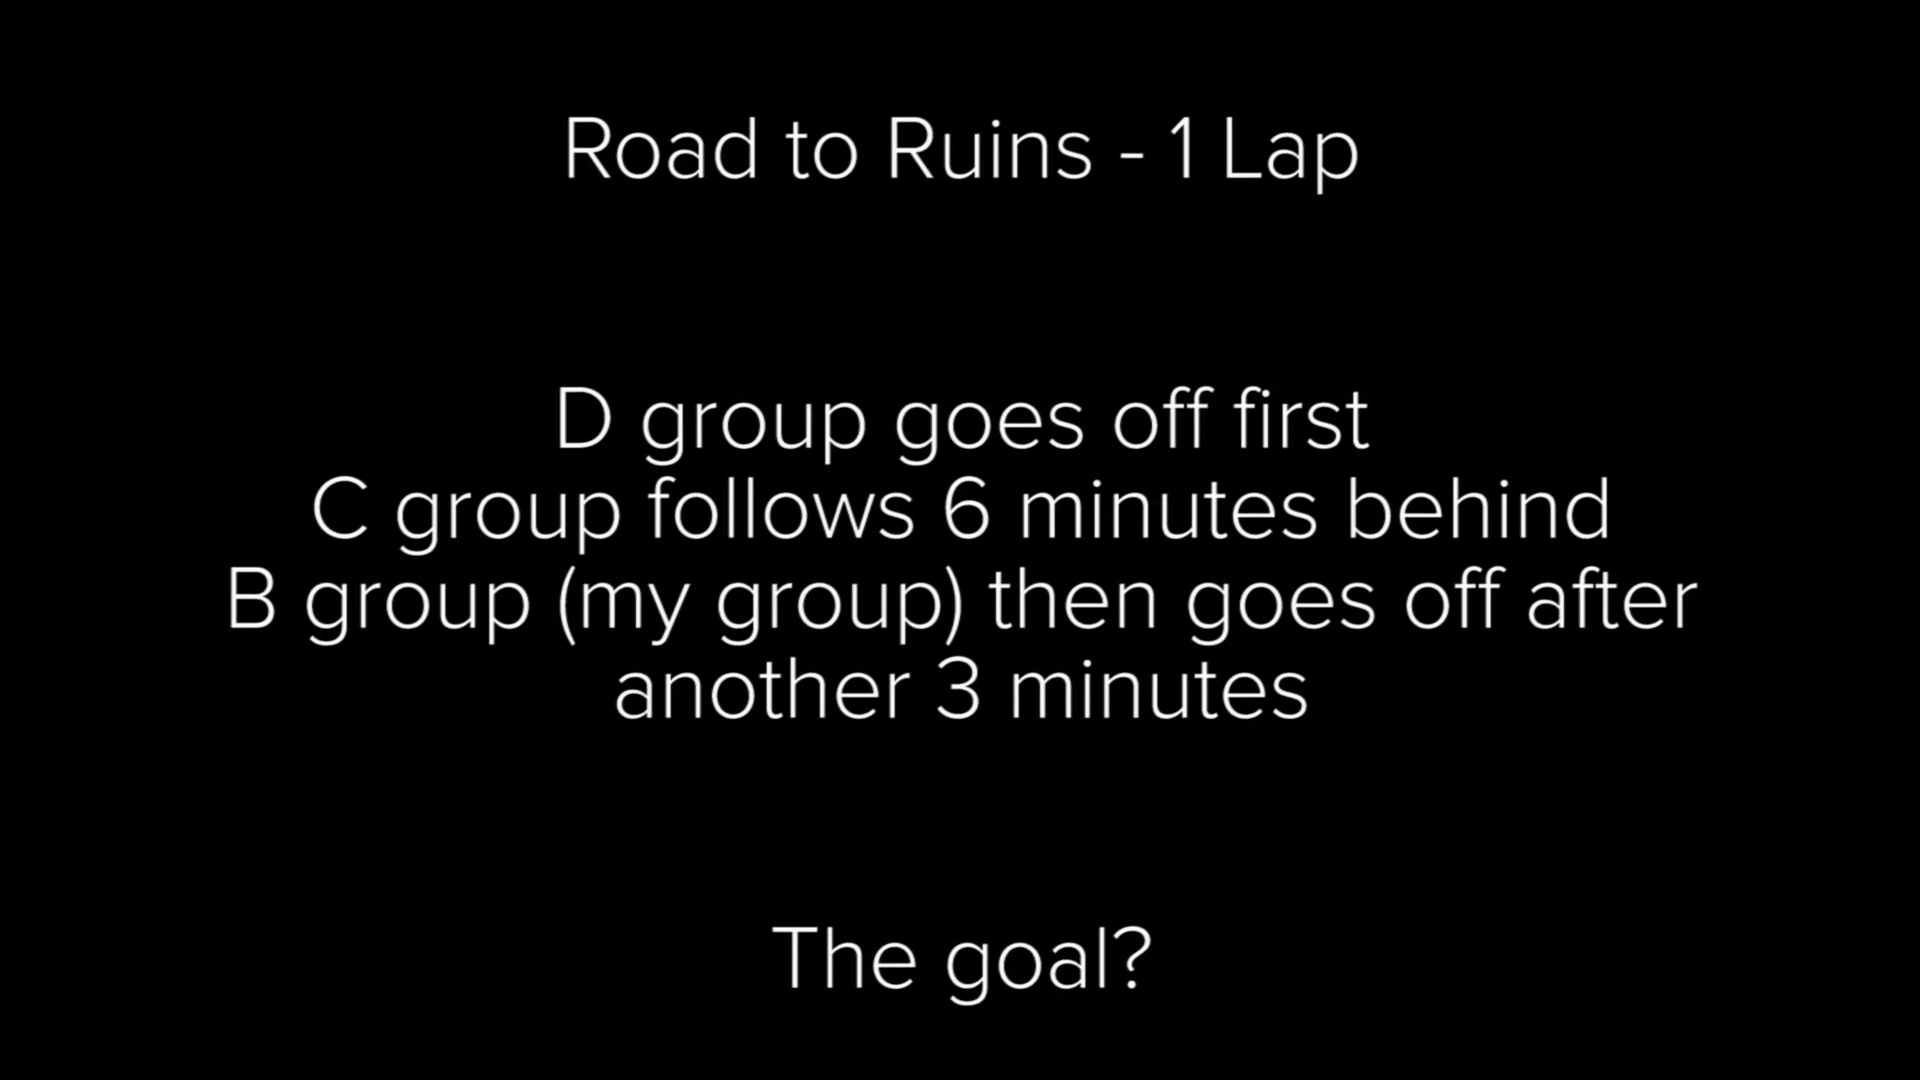 Road to Ruins - 1 Lap
D group goes off first
C group follows 6 minutes behind
B group (my group) then goes off after
another 3 minutes
The goal?